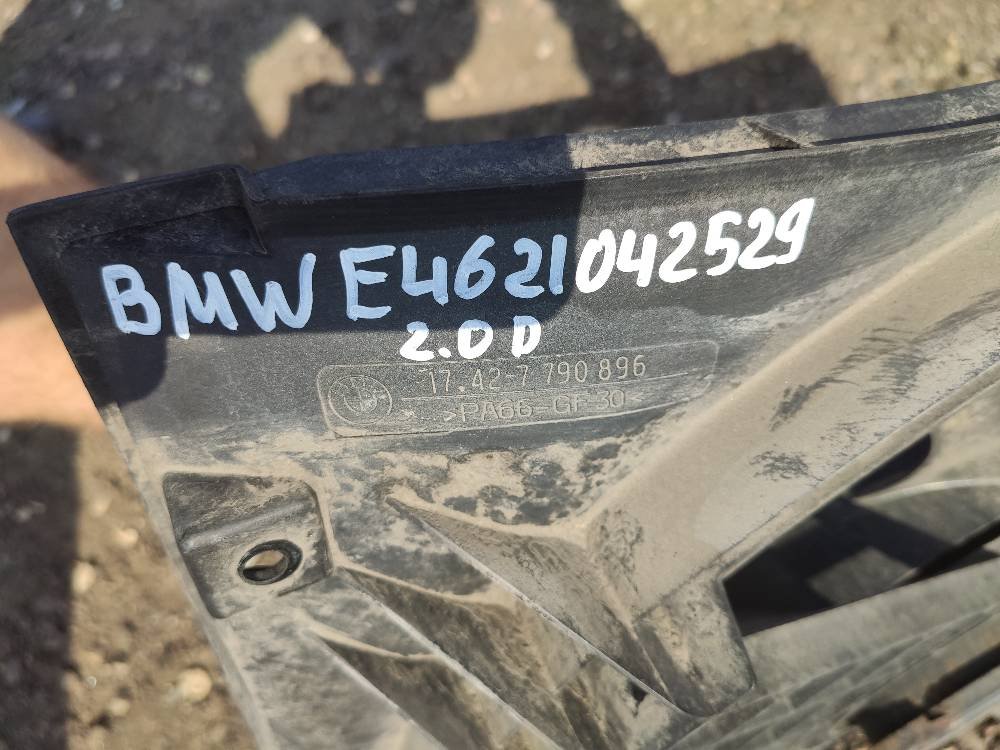 BMW E4621042529
2.0 D
17.42-7 790 896
>PA66-GF30<